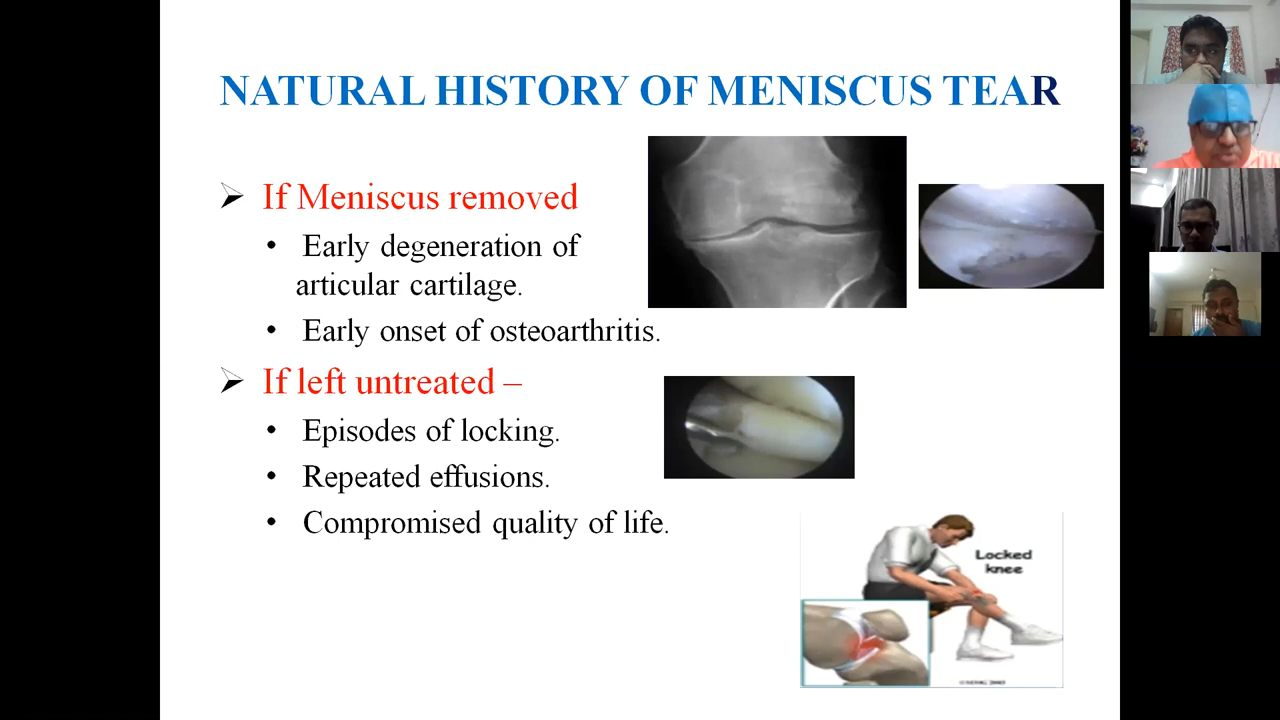 NATURAL HISTORY OF MENISCUS TEAR
➢ If Meniscus removed
• Early degeneration of
articular cartilage.
• Early onset of osteoarthritis.
➢ If left untreated –
• Episodes of locking.
• Repeated effusions.
• Compromised quality of life.
Locked
knee